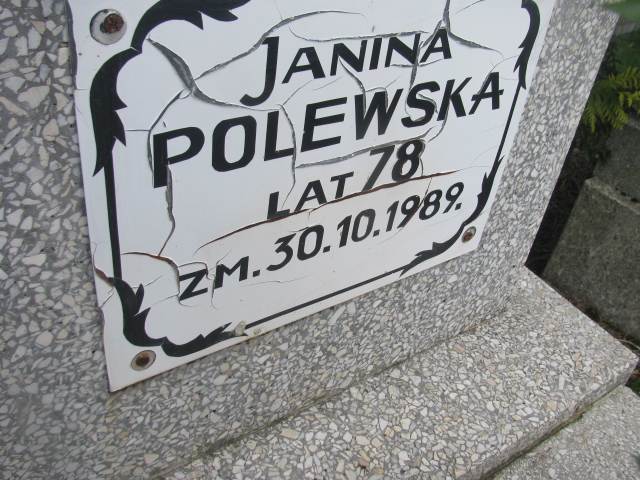 JANINA
POLEWSKA
LAT 78
ZM. 30.10.1989.